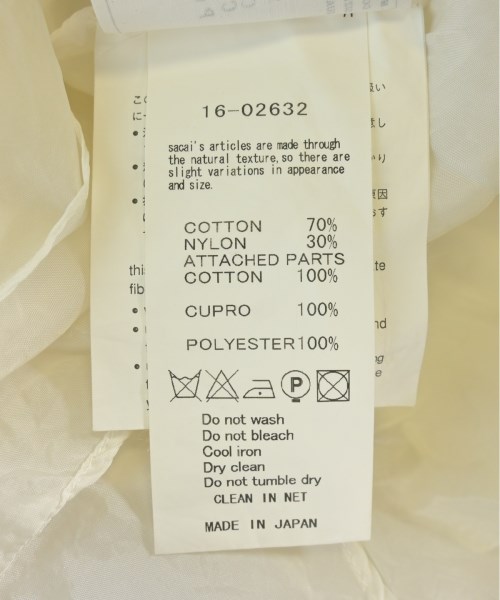 16-02632
sacai's articles are made through
the natural texture, so there are
slight variations in appearance
and size.
COTTON 70%
NYLON 30%
ATTACHED PARTS
COTTON 100%
CUPRO 100%
POLYESTER 100%
P
Do not wash
Do not bleach
Cool iron
Dry clean
Do not tumble dry
CLEAN IN NET
MADE IN JAPAN